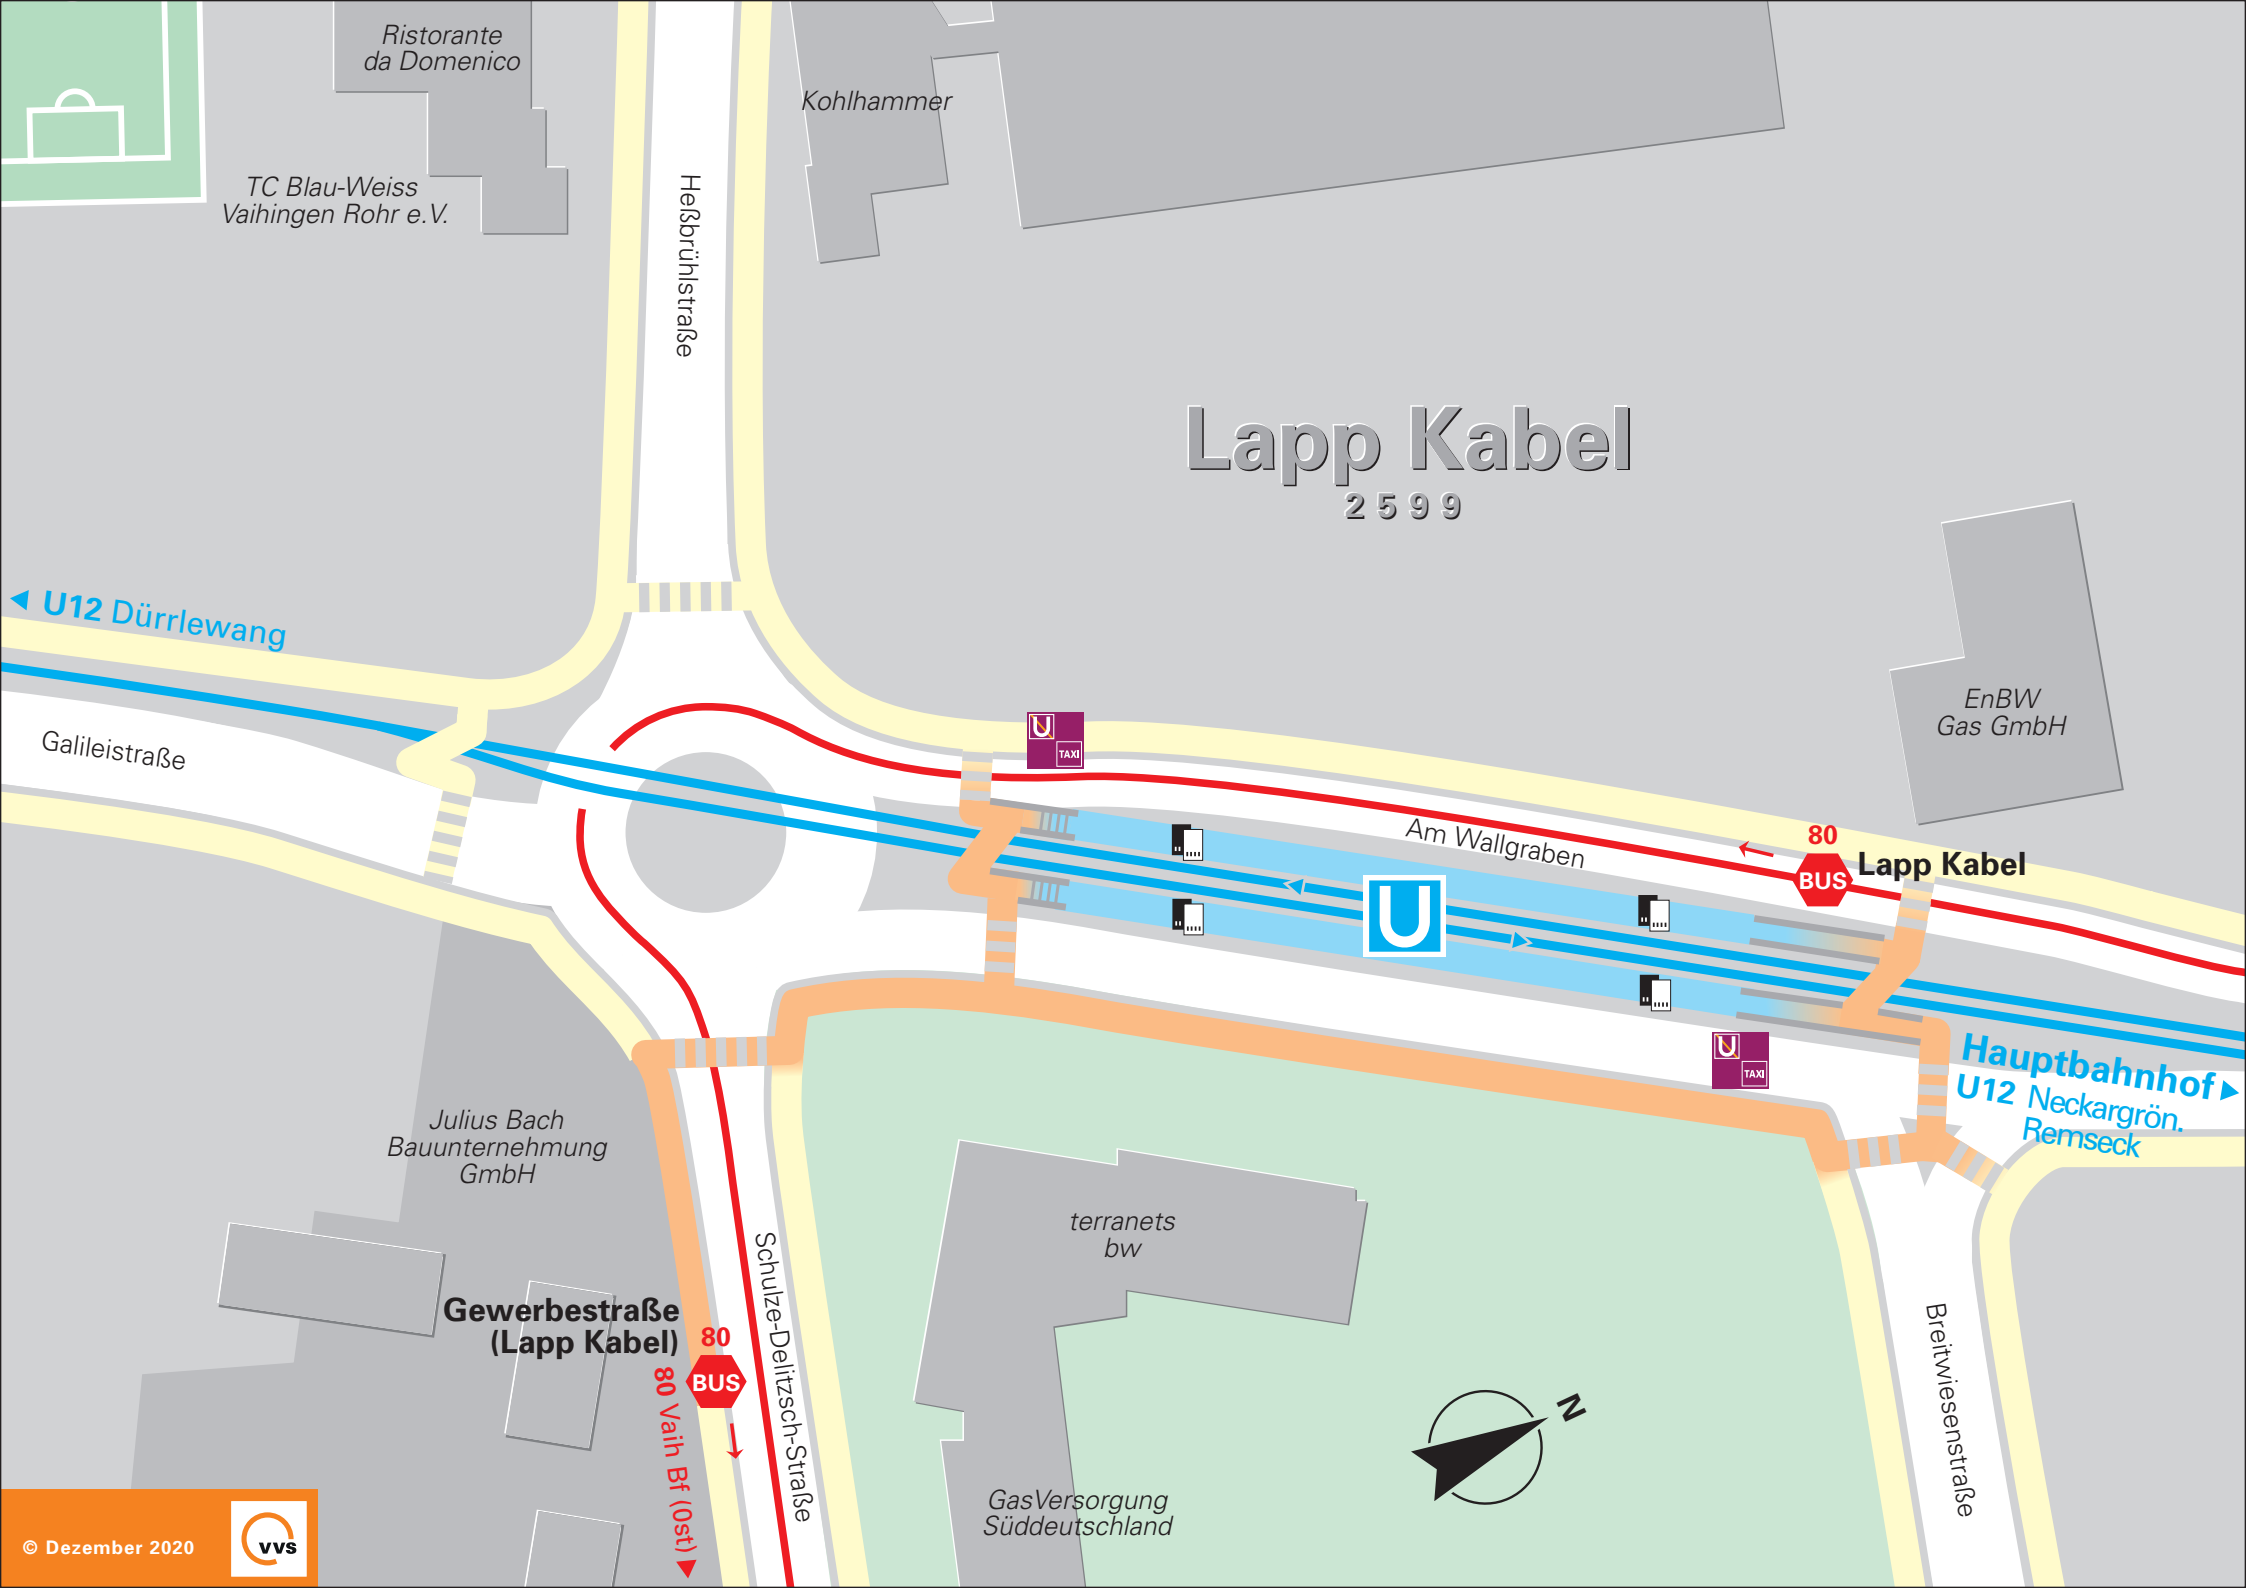 Ristorante
da Domenico
Kohlhammer
TC Blau-Weiss
Vaihingen Rohr e.V.
Heßbrühlstraße
Lapp Kabel
2599
U12 Dürrlewang
Galileistraße
U
TAXI
EnBW
Gas GmbH
Am Wallgraben
80
BUS
Lapp Kabel
U
U
TAXI
Hauptbahnhof
U12 Neckargrön.
Remseck
Julius Bach
Bauunternehmung
GmbH
terranets
bw
Gewerbestraße
(Lapp Kabel)
80
BUS
80 Vaih Bf (Ost)
Schulze-Delitzsch-Straße
Breitwiesenstraße
N
GasVersorgung
Süddeutschland
© Dezember 2020
vvs